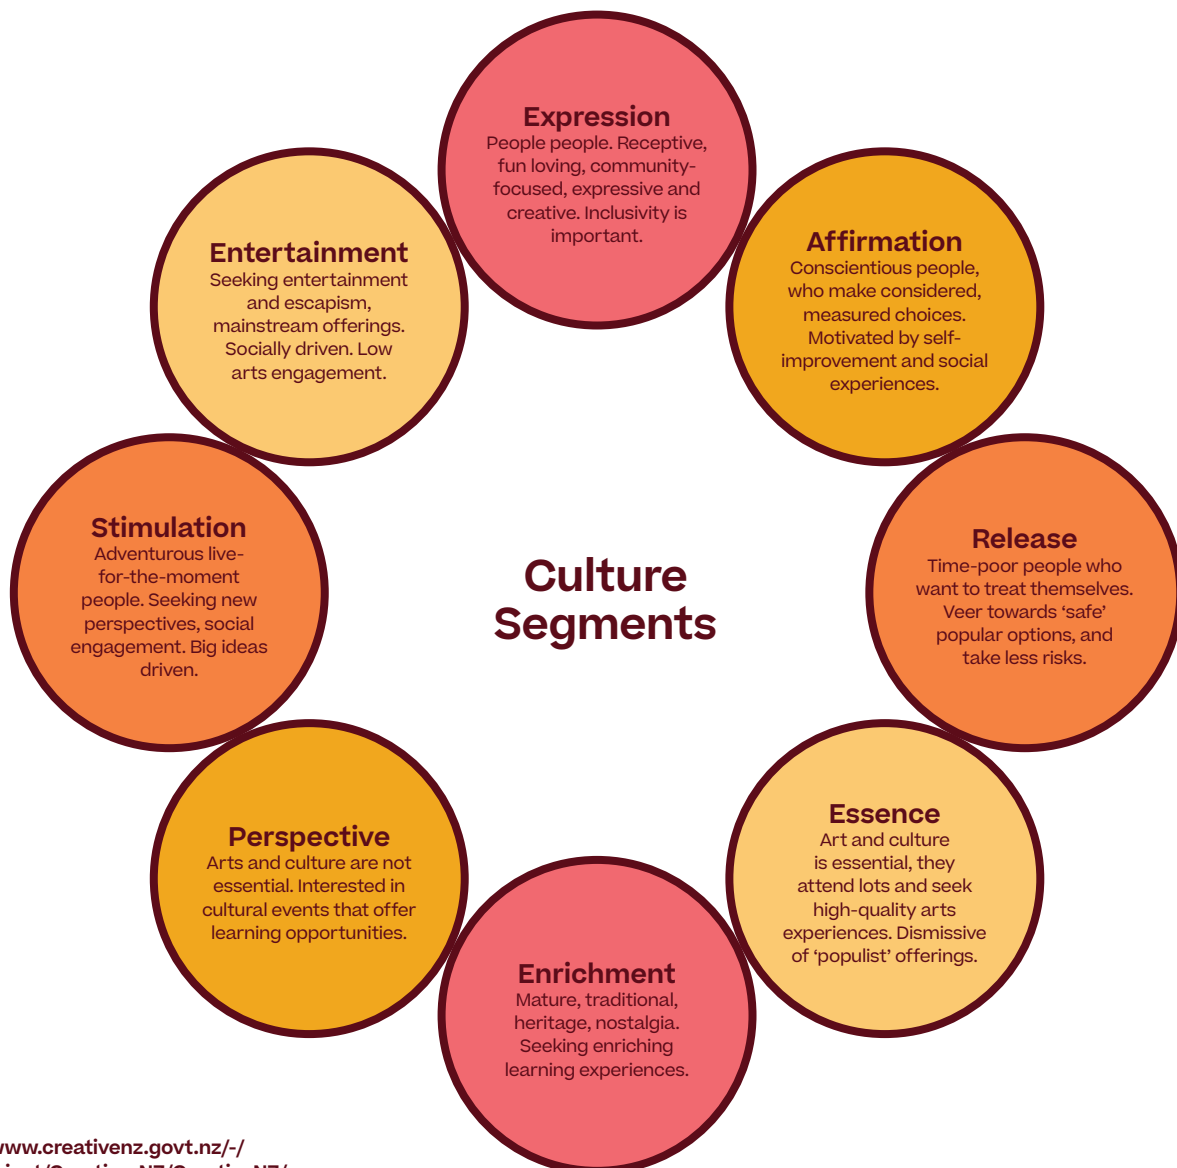 Expression
People people. Receptive,
fun loving, community-
focused, expressive and
creative. Inclusivity is
important.
Affirmation
Conscientious people,
who make considered,
measured choices.
Motivated by self-
improvement and social
experiences.
Release
Time-poor people who
want to treat themselves.
Veer towards ‘safe’
popular options, and
take less risks.
Essence
Art and culture
is essential, they
attend lots and seek
high-quality arts
experiences. Dismissive
of ‘populist’ offerings.
Enrichment
Mature, traditional,
heritage, nostalgia.
Seeking enriching
learning experiences.
Perspective
Arts and culture are not
essential. Interested in
cultural events that offer
learning opportunities.
Stimulation
Adventurous live-
for-the-moment
people. Seeking new
perspectives, social
engagement. Big ideas
driven.
Entertainment
Seeking entertainment
and escapism,
mainstream offerings.
Socially driven. Low
arts engagement.
Culture
Segments
www.creativenz.govt.nz/-/